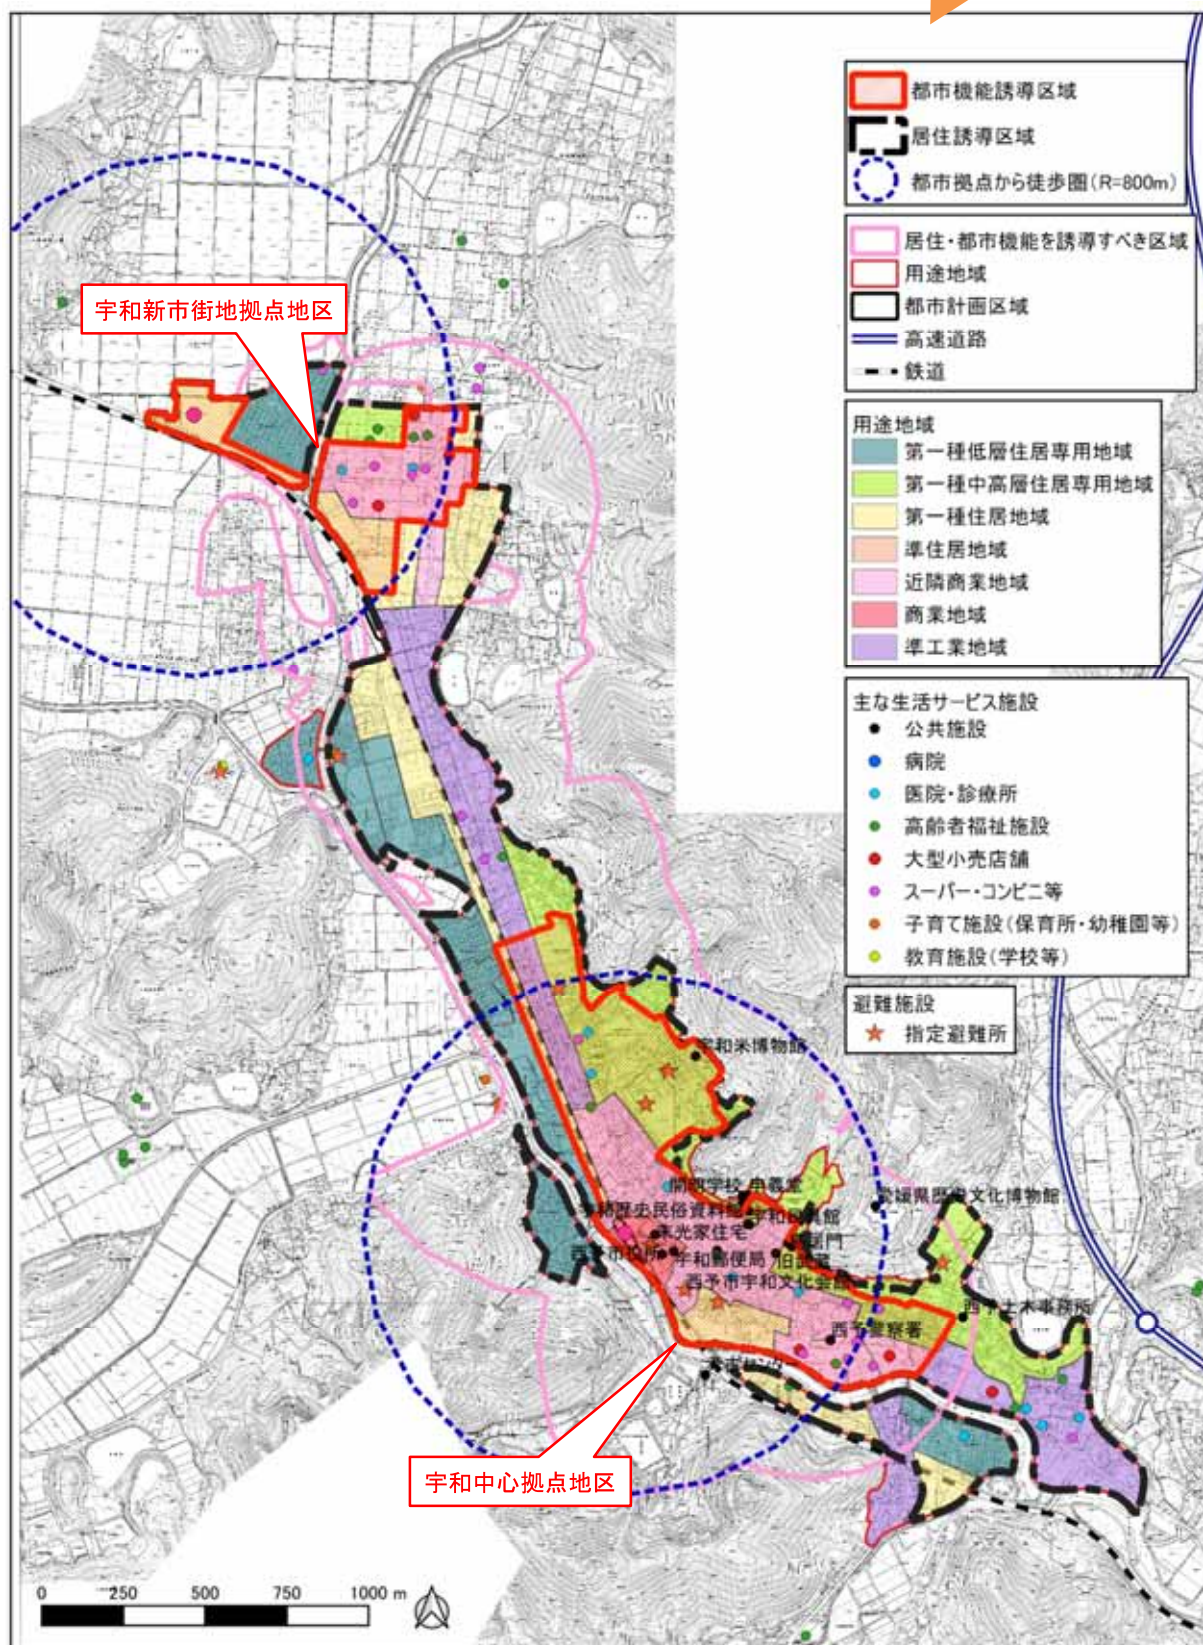 都市機能誘導区域
居住誘導区域
都市拠点から徒歩圏(R=800m)
居住・都市機能を誘導すべき区域
用途地域
都市計画区域
高速道路
鉄道
用途地域
第一種低層住居専用地域
第一種中高層住居専用地域
第一種住居地域
準住居地域
近隣商業地域
商業地域
準工業地域
主な生活サービス施設
公共施設
病院
医院・診療所
高齢者福祉施設
大型小売店舗
スーパー・コンビニ等
子育て施設(保育所・幼稚園等)
教育施設(学校等)
避難施設
指定避難所
宇和新市街地拠点地区
宇和米博物館
開明学校 申義堂
愛媛県歴史文化博物館
末光家住宅
西予市役所
宇和郵便局
西予市宇和文化会館
西予土木事務所
西予警察署
宇和中心拠点地区
0 250 500 750 1000 m